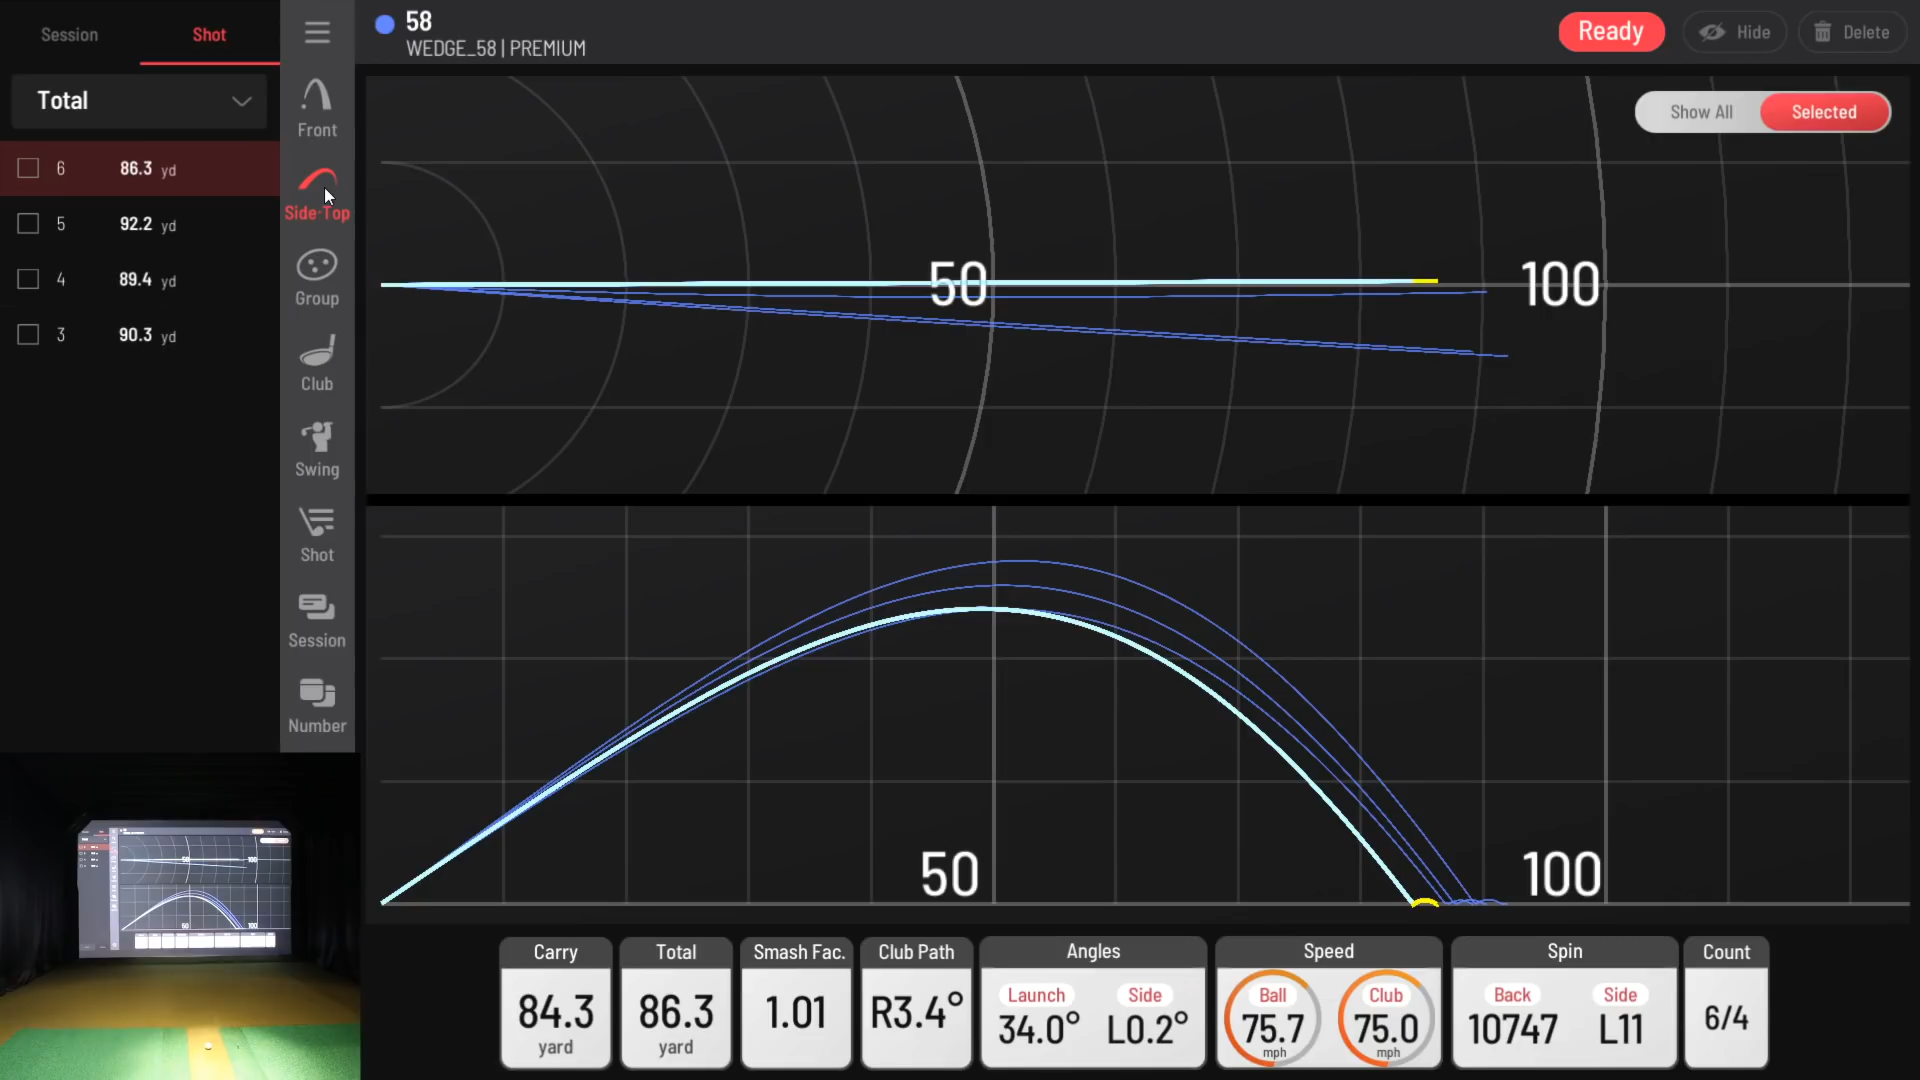 Session Shot
Total
6 86.3 yd
5 92.2 yd
4 89.4 yd
3 90.3 yd
Front
Side·Top
Group
Club
Swing
Shot
Session
Number
58
WEDGE_58 | PREMIUM
Ready Hide Delete
Show All Selected
50 100
50 100
Carry Total Smash Fac. Club Path Angles Speed Spin Count
Launch Side Ball Club Back Side
84.3 86.3 1.01 R3.4° 34.0° L0.2° 75.7 75.0 10747 L11 6/4
yard yard mph mph